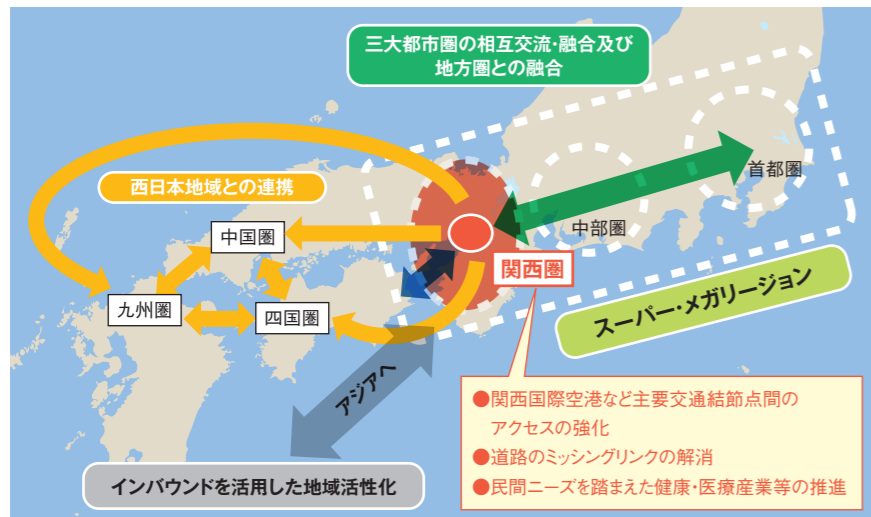 三大都市圏の相互交流・融合及び
地方圏との融合
首都圏
西日本地域との連携
中部圏
中国圏
関西圏
九州圏
四国圏
スーパー・メガリージョン
アジアへ
●関西国際空港など主要交通結節点間の
アクセスの強化
●道路のミッシングリンクの解消
●民間ニーズを踏まえた健康・医療産業等の推進
インバウンドを活用した地域活性化